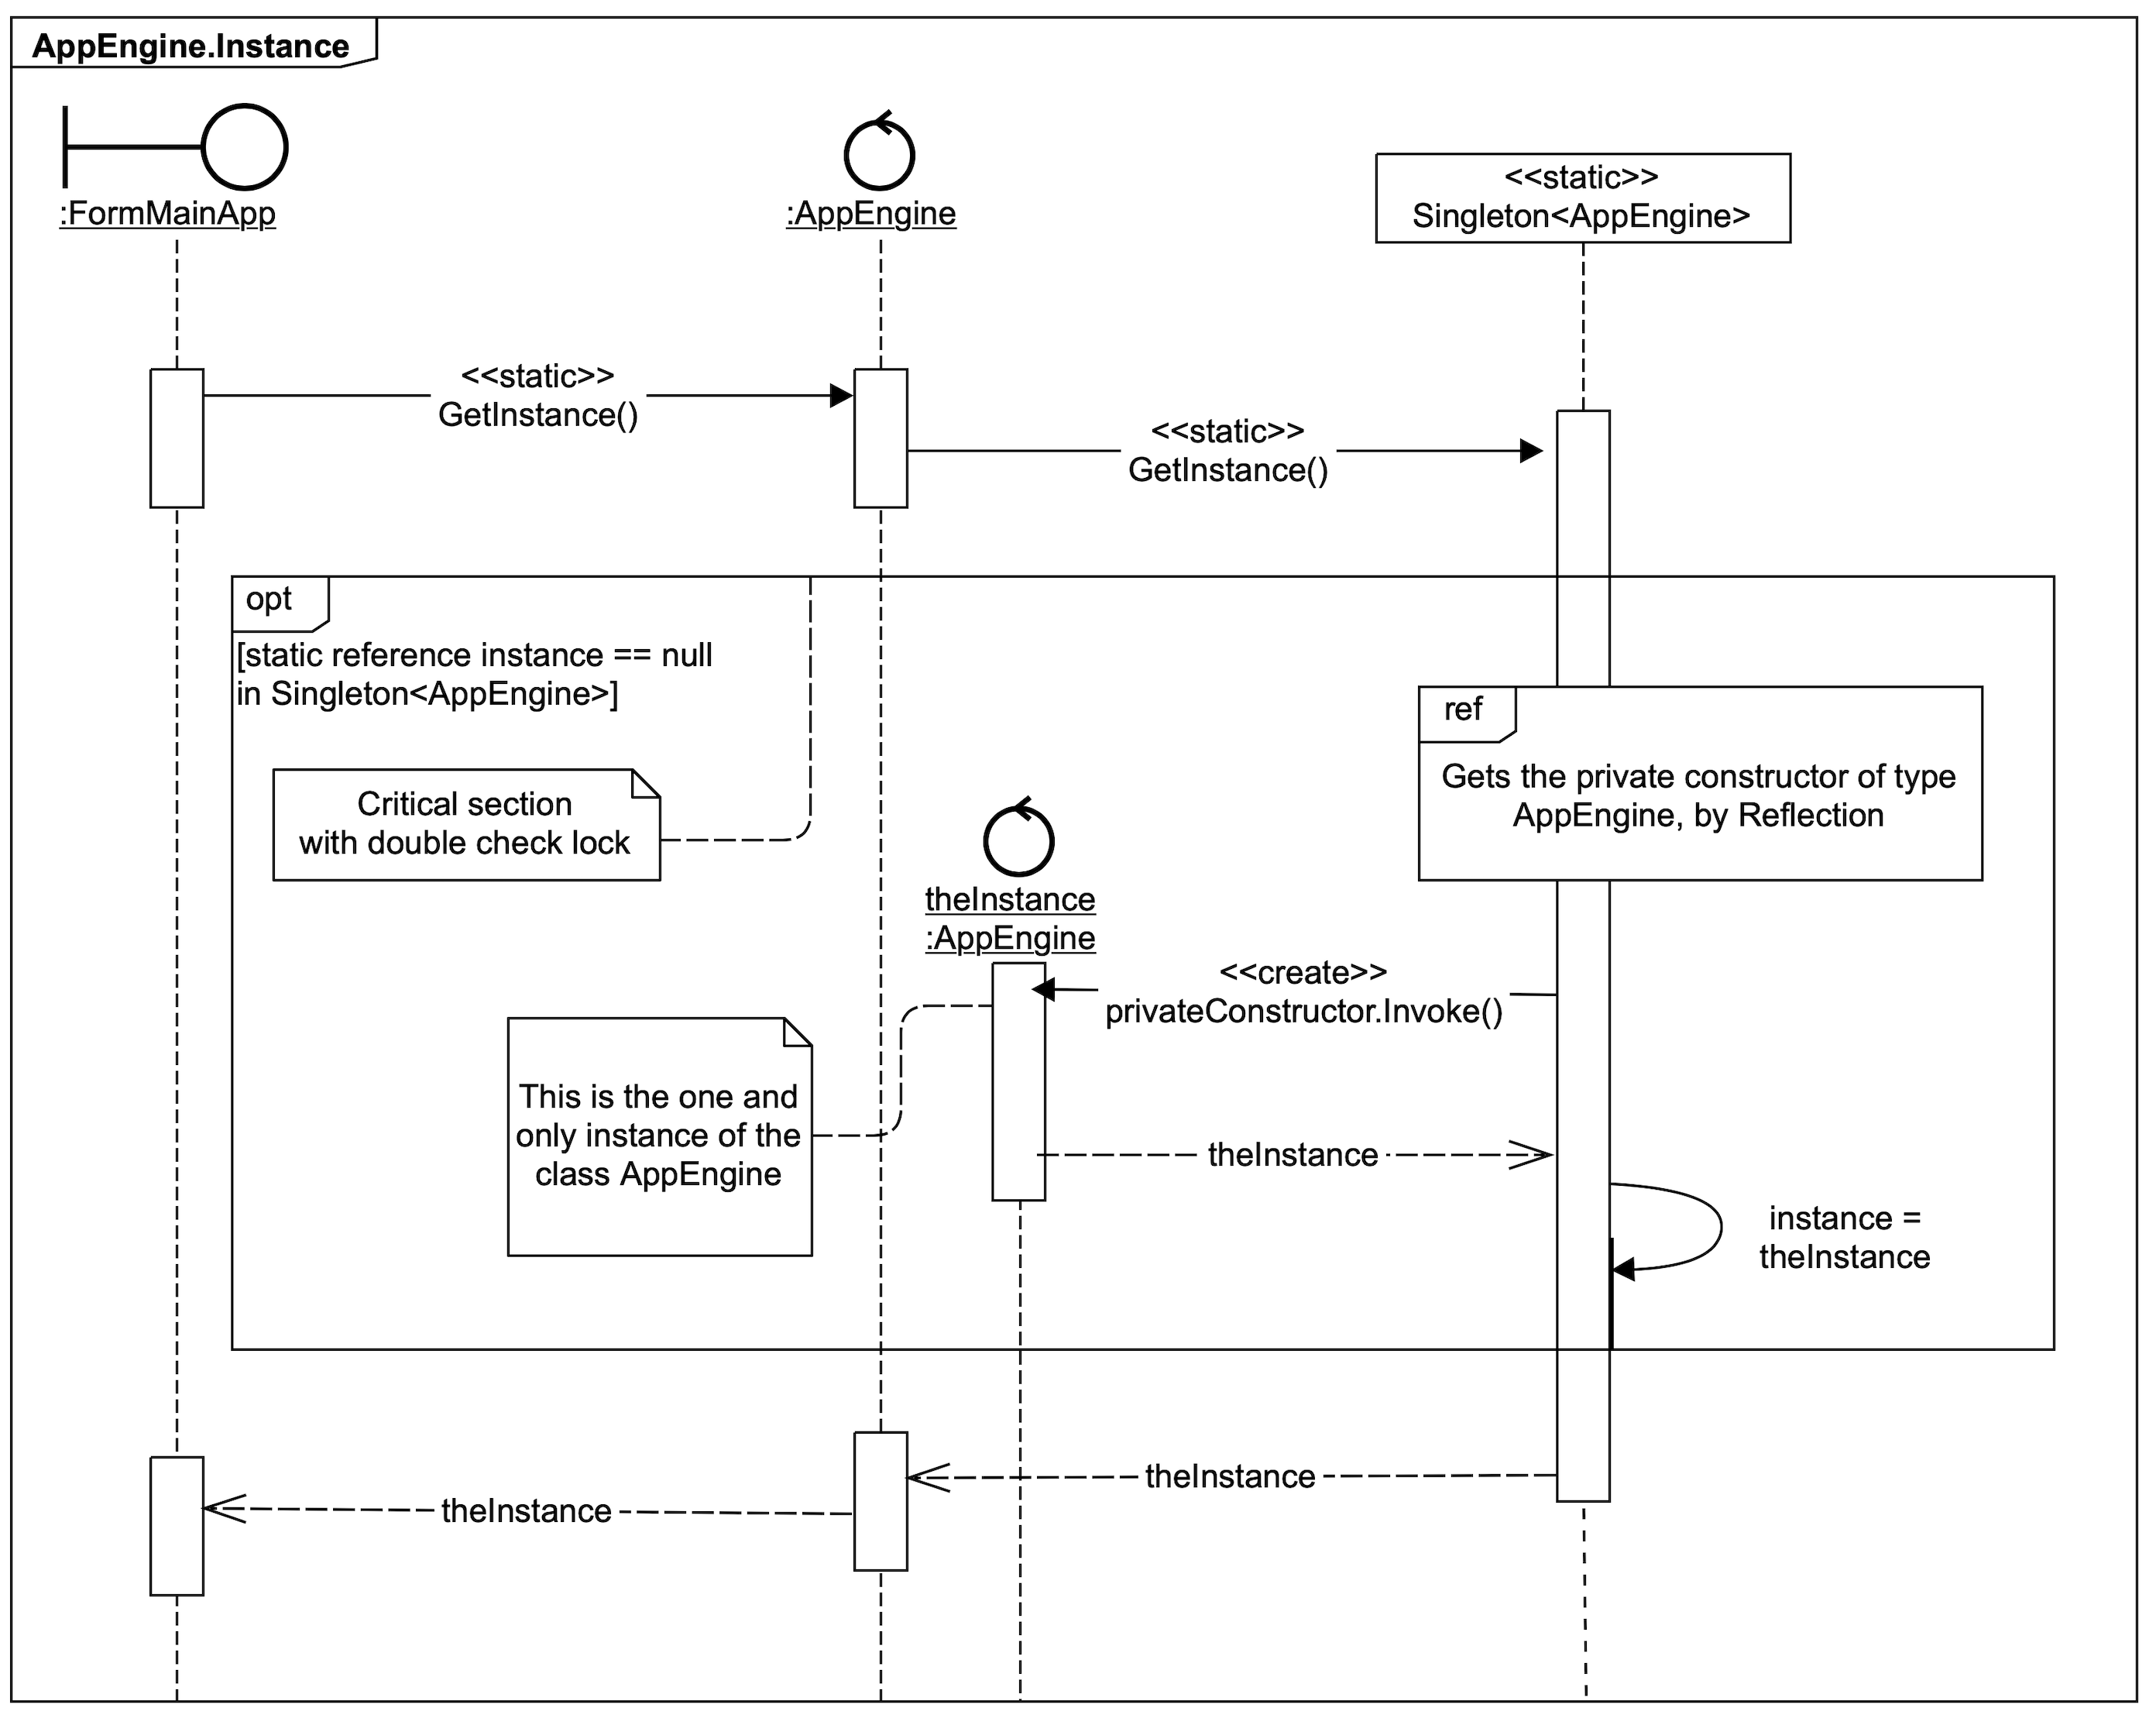 AppEngine.Instance
:FormMainApp
:AppEngine
<<static>>
Singleton<AppEngine>
<<static>>
GetInstance()
<<static>>
GetInstance()
opt
[static reference instance == null
in Singleton<AppEngine>]
ref
Gets the private constructor of type
AppEngine, by Reflection
Critical section
with double check lock
theInstance
:AppEngine
<<create>>
privateConstructor.Invoke()
This is the one and
only instance of the
class AppEngine
theInstance
instance =
theInstance
theInstance
theInstance